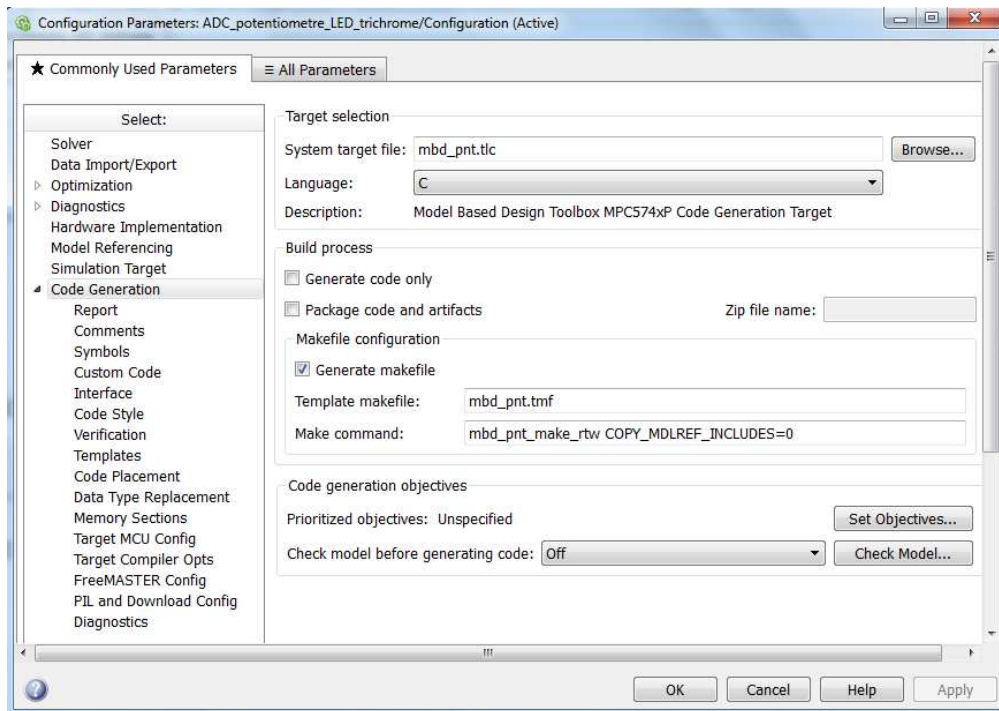 Configuration Parameters: ADC_potentiometre_LED_trichrome/Configuration (Active)
★ Commonly Used Parameters
≡ All Parameters
Select:
Solver
Data Import/Export
Optimization
Diagnostics
Hardware Implementation
Model Referencing
Simulation Target
Code Generation
Report
Comments
Symbols
Custom Code
Interface
Code Style
Verification
Templates
Code Placement
Data Type Replacement
Memory Sections
Target MCU Config
Target Compiler Opts
FreeMASTER Config
PIL and Download Config
Diagnostics
Target selection
System target file: mbd_pnt.tlc Browse...
Language: C
Description: Model Based Design Toolbox MPC574xP Code Generation Target
Build process
Generate code only
Package code and artifacts Zip file name:
Makefile configuration
Generate makefile
Template makefile: mbd_pnt.tmf
Make command: mbd_pnt_make_rtw COPY_MDLREF_INCLUDES=0
Code generation objectives
Prioritized objectives: Unspecified Set Objectives...
Check model before generating code: Off Check Model...
OK Cancel Help Apply